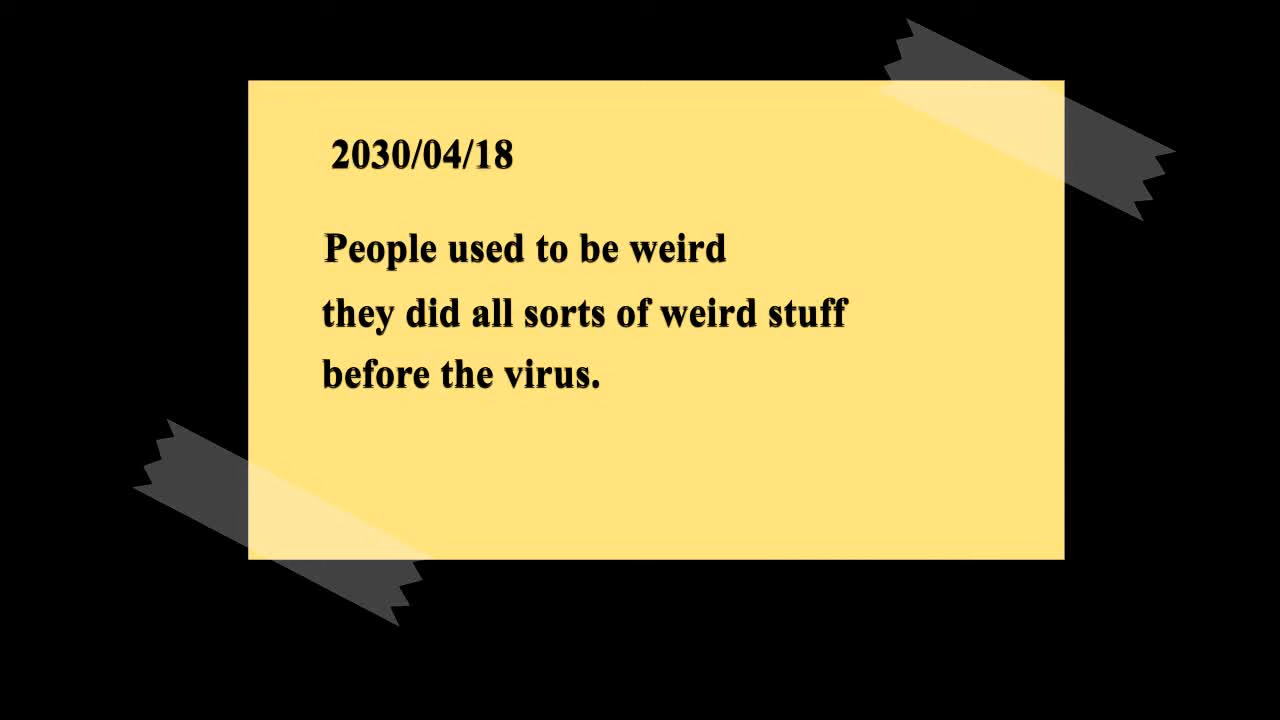 2030/04/18
People used to be weird
they did all sorts of weird stuff
before the virus.